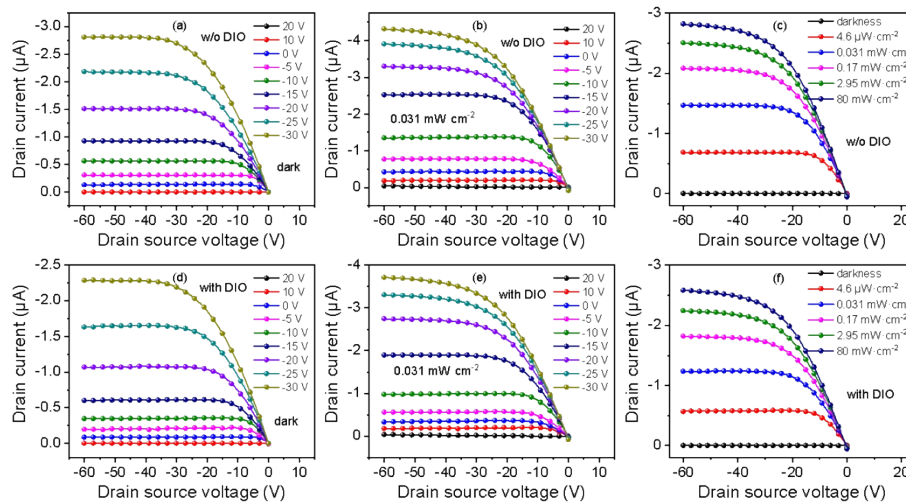 (a)
w/o DIO
dark
20 V
10 V
0 V
-5 V
-10 V
-15 V
-20 V
-25 V
-30 V
-3.0
-2.5
-2.0
-1.5
-1.0
-0.5
0.0
Drain current (µA)
-60 -50 -40 -30 -20 -10 0 10
Drain source voltage (V)
(b)
w/o DIO
0.031 mW·cm⁻²
20 V
10 V
0 V
-5 V
-10 V
-15 V
-20 V
-25 V
-30 V
-4
-3
-2
-1
0
Drain current (µA)
-60 -50 -40 -30 -20 -10 0 10
Drain source voltage (V)
(c)
darkness
4.6 µW·cm⁻²
0.031 mW·cm
0.17 mW·cm⁻²
2.95 mW·cm⁻²
80 mW·cm⁻²
w/o DIO
-3
-2
-1
0
Drain current (µA)
-60 -40 -20 0 20
Drain source voltage (V)
(d)
with DIO
dark
20 V
10 V
0 V
-5 V
-10 V
-15 V
-20 V
-25 V
-30 V
-2.5
-2.0
-1.5
-1.0
-0.5
0.0
Drain current (µA)
-60 -50 -40 -30 -20 -10 0 10
Drain source voltage (V)
(e)
with DIO
0.031 mW·cm⁻²
20 V
10 V
0 V
-5 V
-10 V
-15 V
-20 V
-25 V
-30 V
-4
-3
-2
-1
0
Drain current (µA)
-60 -50 -40 -30 -20 -10 0 10
Drain source voltage (V)
(f)
darkness
4.6 µW·cm⁻²
0.031 mW·cm
0.17 mW·cm⁻²
2.95 mW·cm⁻²
80 mW·cm⁻²
with DIO
-3
-2
-1
0
Drain current (µA)
-60 -40 -20 0 20
Drain source voltage (V)